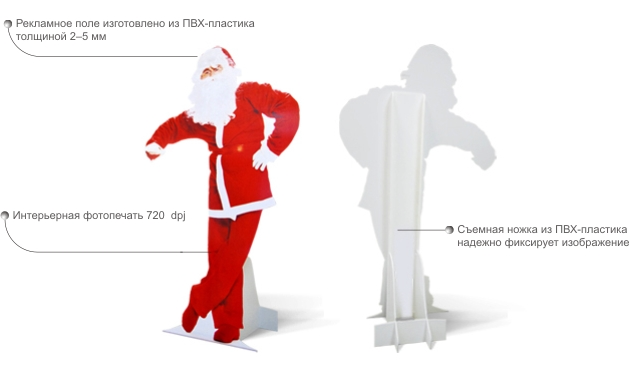 Рекламное поле изготовлено из ПВХ-пластика
толщиной 2–5 мм
Интерьерная фотопечать 720 dpj
Съемная ножка из ПВХ-пластика
надежно фиксирует изображение